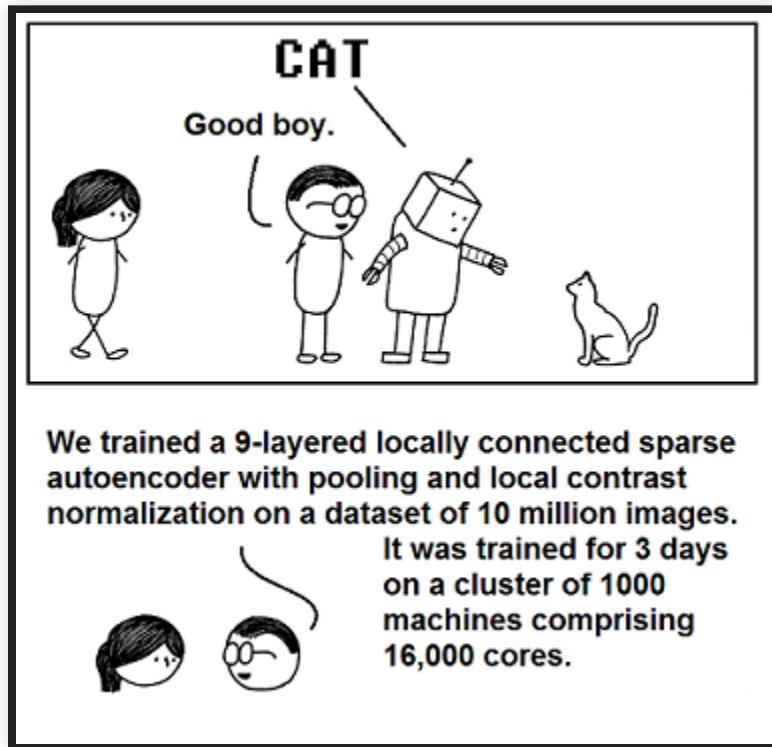 CAT
Good boy.
We trained a 9-layered locally connected sparse
autoencoder with pooling and local contrast
normalization on a dataset of 10 million images.
It was trained for 3 days
on a cluster of 1000
machines comprising
16,000 cores.